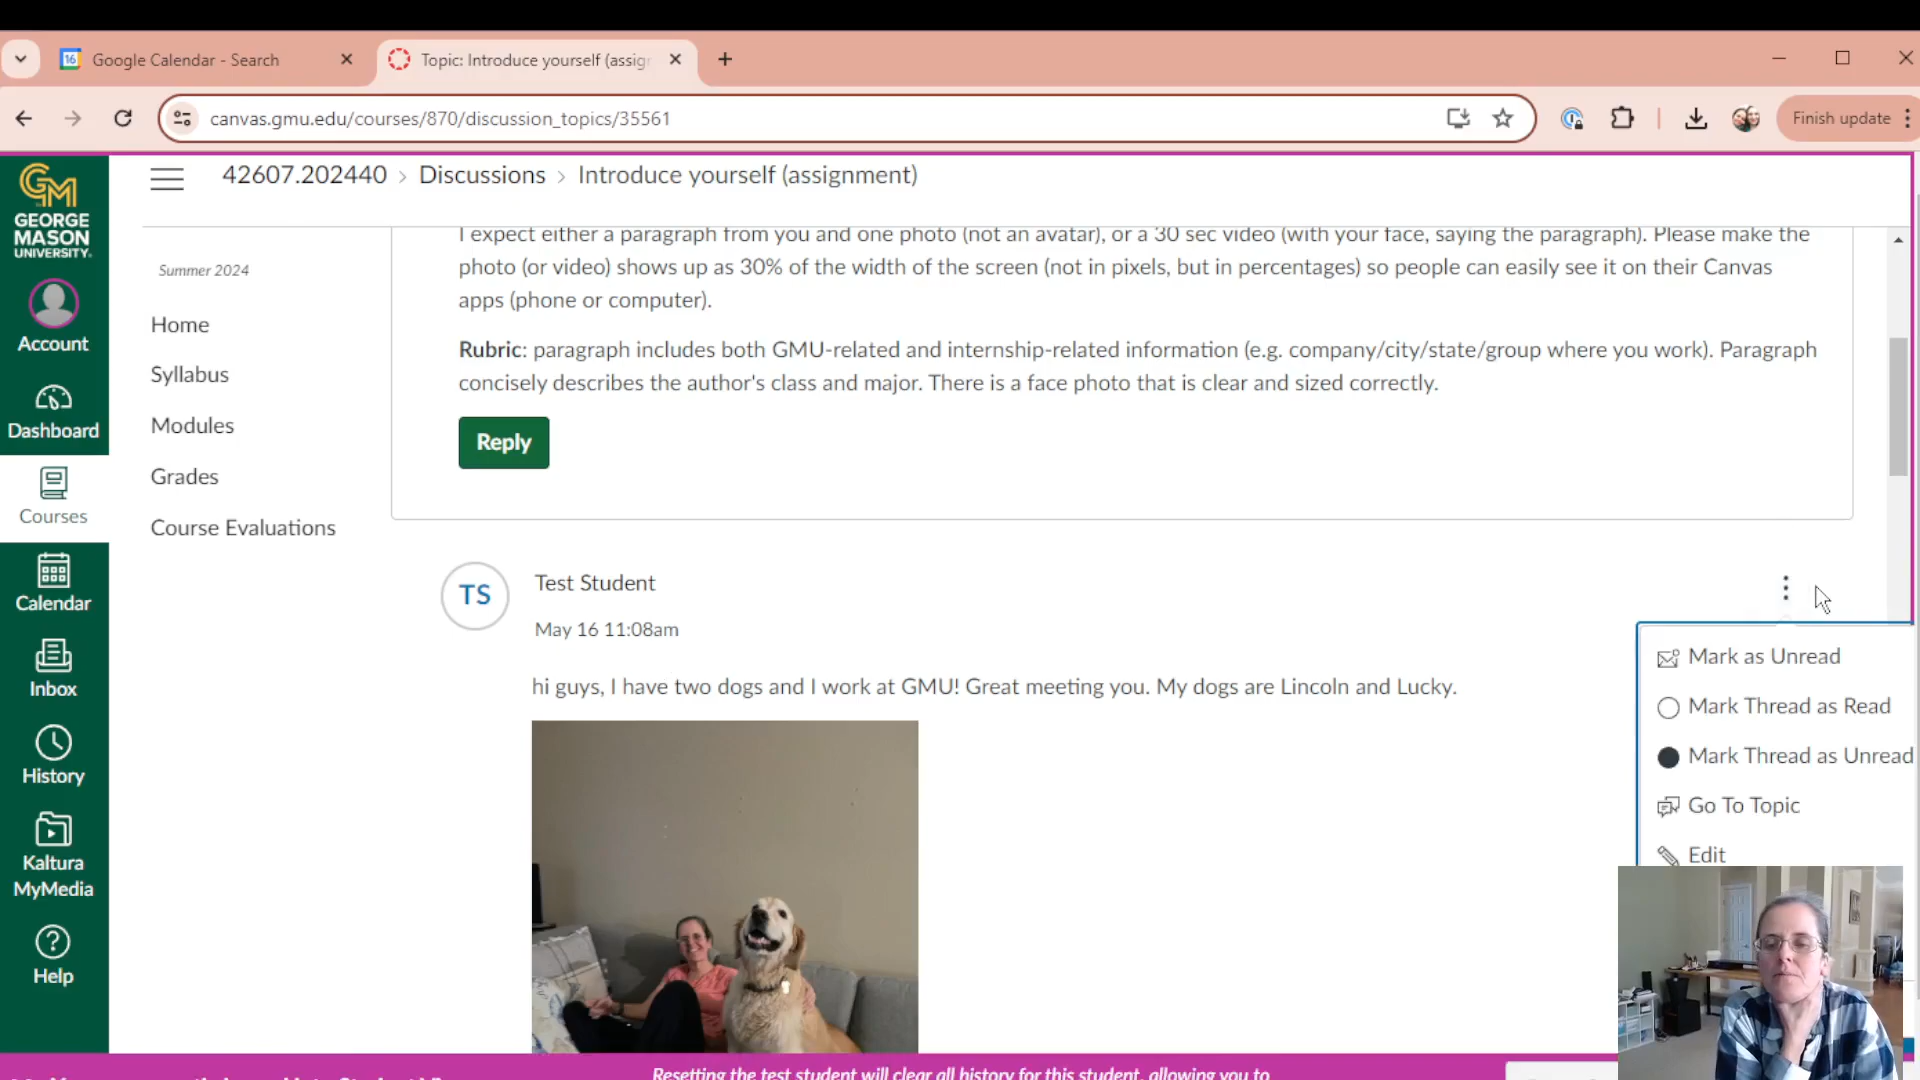 Google Calendar - Search
Topic: Introduce yourself (assig
canvas.gmu.edu/courses/870/discussion_topics/35561
Finish update
GEORGE
MASON
UNIVERSITY
Account
Dashboard
Courses
Calendar
Inbox
History
Kaltura
MyMedia
Help
42607.202440 › Discussions › Introduce yourself (assignment)
Summer 2024
Home
Syllabus
Modules
Grades
Course Evaluations
I expect either a paragraph from you and one photo (not an avatar), or a 30 sec video (with your face, saying the paragraph). Please make the
photo (or video) shows up as 30% of the width of the screen (not in pixels, but in percentages) so people can easily see it on their Canvas
apps (phone or computer).
Rubric: paragraph includes both GMU-related and internship-related information (e.g. company/city/state/group where you work). Paragraph
concisely describes the author's class and major. There is a face photo that is clear and sized correctly.
Reply
TS
Test Student
May 16 11:08am
hi guys, I have two dogs and I work at GMU! Great meeting you. My dogs are Lincoln and Lucky.
Mark as Unread
Mark Thread as Read
Mark Thread as Unread
Go To Topic
Edit
Resetting the test student will clear all history for this student, allowing you to